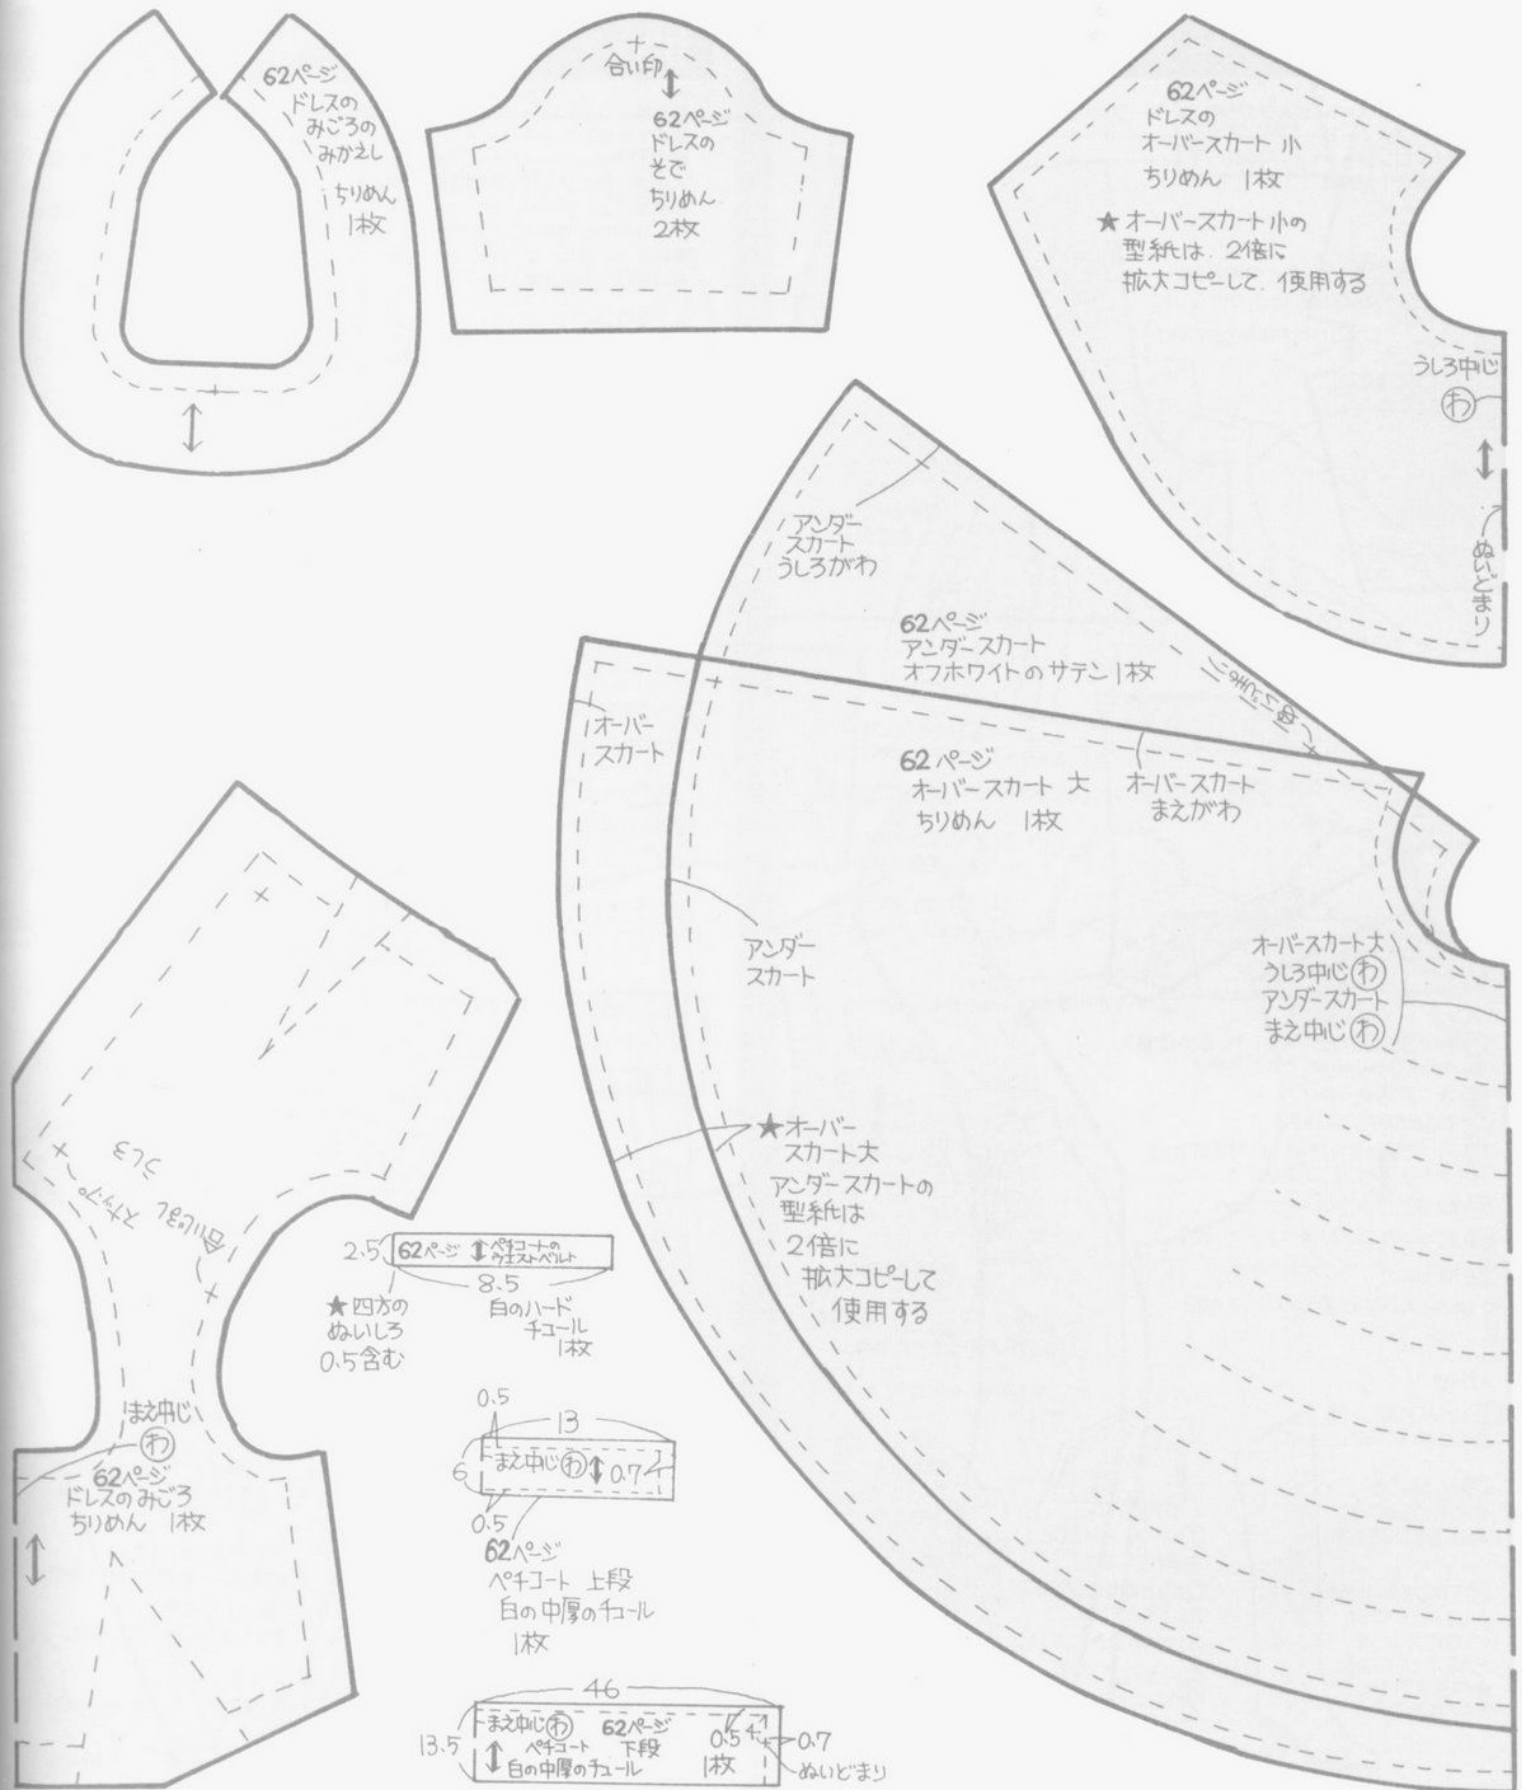 62ページ
ドレスの
みごろの
みかえし
ちりめん
1枚
合い印
62ページ
ドレスの
そで
ちりめん
2枚
62ページ
ドレスの
オーバースカート 小
ちりめん 1枚
★オーバースカート小の
型紙は、2倍に
拡大コピーして、使用する
うしろ中心
わ
ぬいどまり
アンダー
スカート
うしろがわ
62ページ
アンダースカート
オフホワイトのサテン1枚
ぬいどまり
オーバー
スカート
62ページ
オーバースカート 大
ちりめん 1枚
オーバースカート
まえがわ
アンダー
スカート
オーバースカート大
うしろ中心わ
アンダースカート
まえ中心わ
★オーバー
スカート大
アンダースカートの
型紙は
2倍に
拡大コピーして
使用する
うしろ
スナップ
合いじるし
まえ中心
わ
62ページ
ドレスのみごろ
ちりめん 1枚
2.5
62ページ
ペチコートの
ウエストベルト
8.5
★四方の
ぬいしろ
0.5含む
白のハード
チュール
1枚
0.5
13
6
まえ中心わ
0.7
0.5
62ページ
ペチコート 上段
白の中厚のチュール
1枚
46
13.5
まえ中心わ 62ページ
ペチコート 下段
白の中厚のチュール 1枚
0.5
4
0.7
ぬいどまり